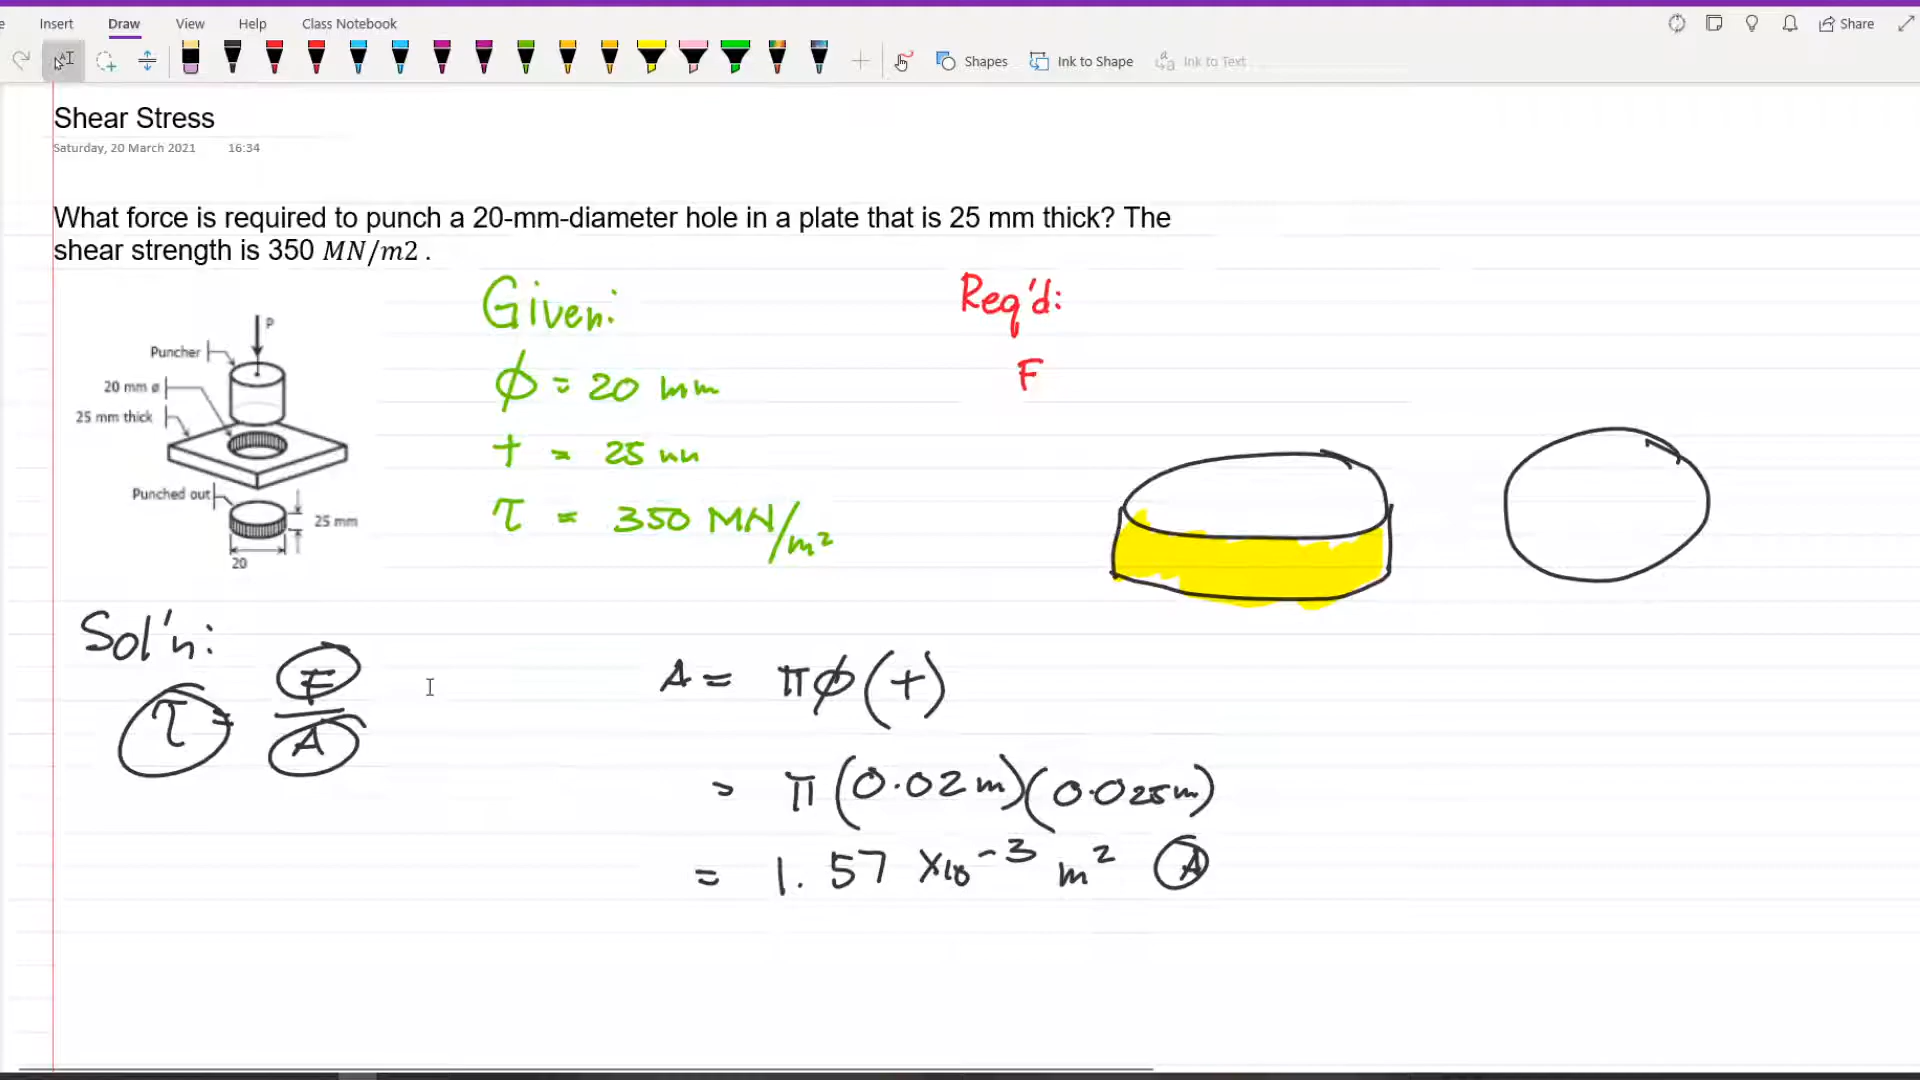 Insert Draw View Help Class Notebook Share
Shapes Ink to Shape Ink to Text
Shear Stress
Saturday, 20 March 2021 16:34
What force is required to punch a 20-mm-diameter hole in a plate that is 25 mm thick? The
shear strength is 350 MN/m2 .
P
Puncher
20 mm ø
25 mm thick
Punched out
25 mm
20
Given:
ϕ = 20 mm
t = 25 mm
τ = 350 MN/m²
Req'd:
F
Sol'n:
τ = F/A
A = πϕ(t)
= π(0.02m)(0.025m)
= 1.57 x10⁻³ m² A